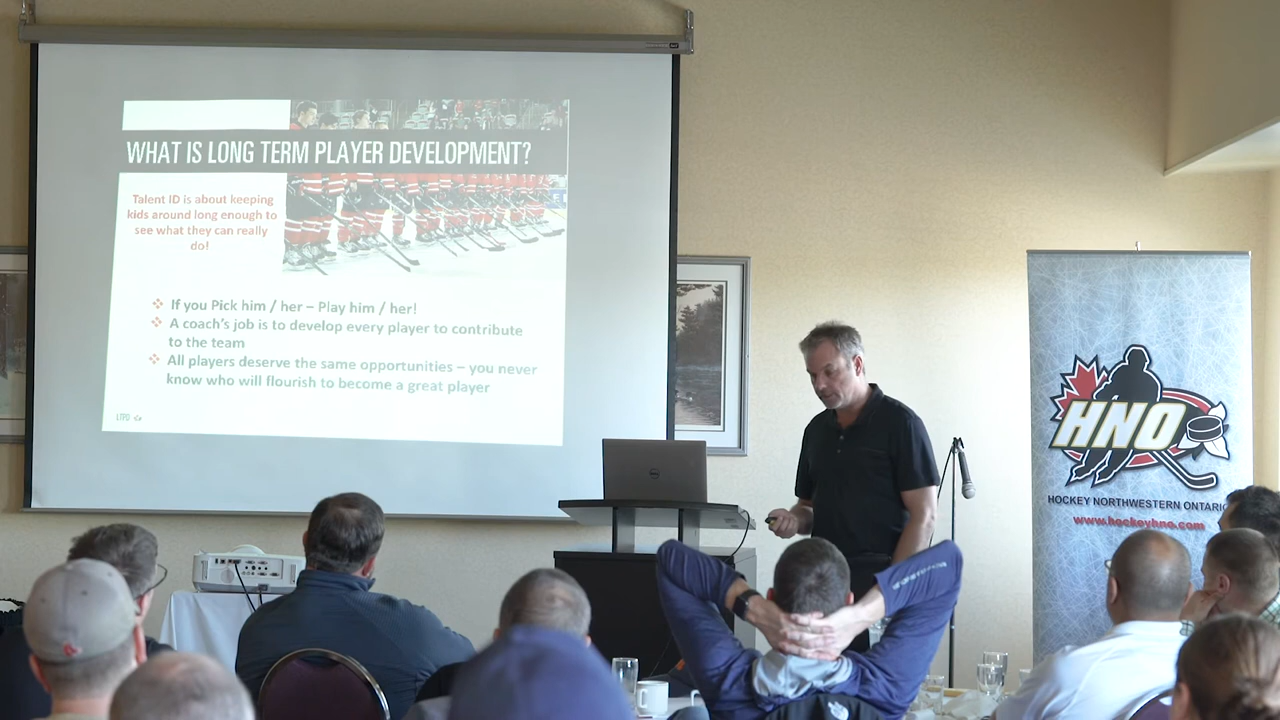 WHAT IS LONG TERM PLAYER DEVELOPMENT?
Talent ID is about keeping
kids around long enough to
see what they can really
do!
If you Pick him / her – Play him / her!
A coach's job is to develop every player to contribute
to the team
All players deserve the same opportunities – you never
know who will flourish to become a great player
LTPD
DELL
HNO
HOCKEY NORTHWESTERN ONTARIO
www.hockeyhno.com